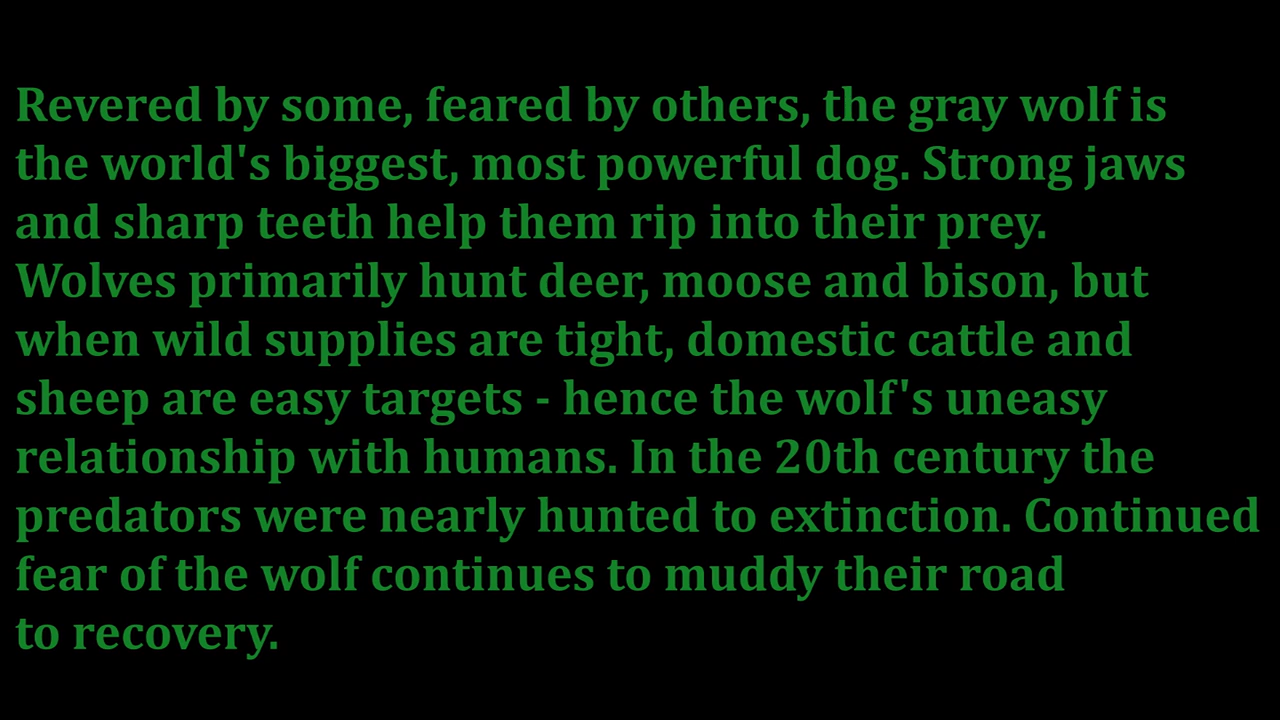 Revered by some, feared by others, the gray wolf is
the world's biggest, most powerful dog. Strong jaws
and sharp teeth help them rip into their prey.
Wolves primarily hunt deer, moose and bison, but
when wild supplies are tight, domestic cattle and
sheep are easy targets - hence the wolf's uneasy
relationship with humans. In the 20th century the
predators were nearly hunted to extinction. Continued
fear of the wolf continues to muddy their road
to recovery.